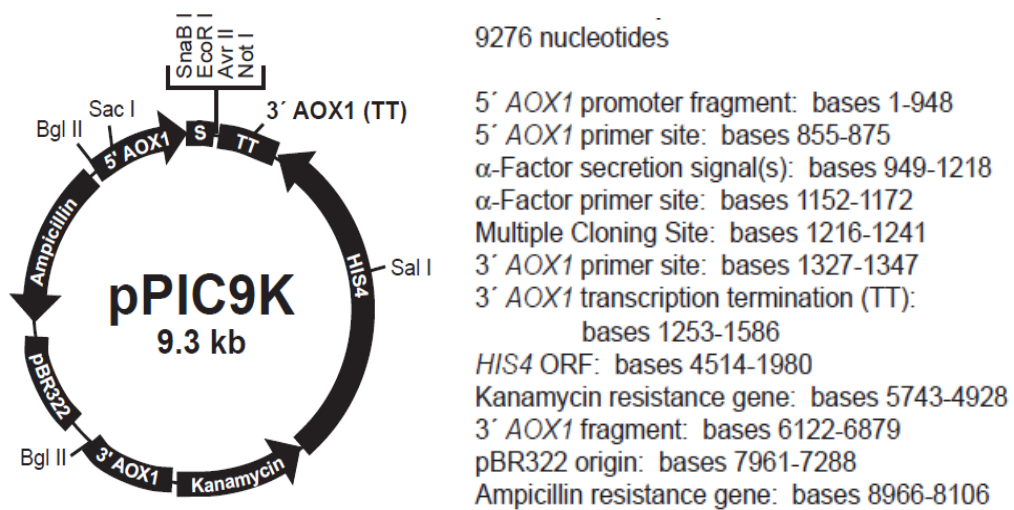 SnaB I
EcoR I
Avr II
Not I
Sac I
Bgl II
5' AOX1
S
TT
3´ AOX1 (TT)
Ampicillin
HIS4
Sal I
pPIC9K
9.3 kb
pBR322
Bgl II
3' AOX1
Kanamycin
9276 nucleotides
5´ AOX1 promoter fragment: bases 1-948
5´ AOX1 primer site: bases 855-875
α-Factor secretion signal(s): bases 949-1218
α-Factor primer site: bases 1152-1172
Multiple Cloning Site: bases 1216-1241
3´ AOX1 primer site: bases 1327-1347
3´ AOX1 transcription termination (TT):
bases 1253-1586
HIS4 ORF: bases 4514-1980
Kanamycin resistance gene: bases 5743-4928
3´ AOX1 fragment: bases 6122-6879
pBR322 origin: bases 7961-7288
Ampicillin resistance gene: bases 8966-8106